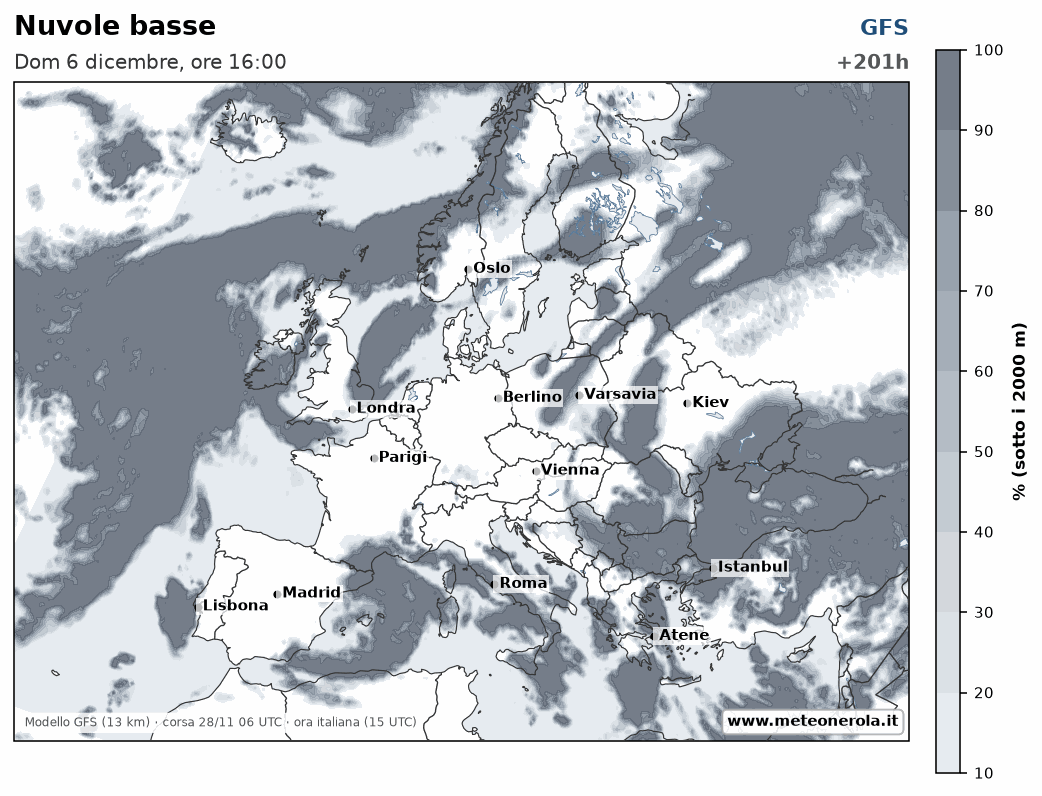 Nuvole basse
GFS
Dom 6 dicembre, ore 16:00
+201h
Oslo
Londra
Berlino
Varsavia
Kiev
Parigi
Vienna
Istanbul
Roma
Madrid
Lisbona
Atene
Modello GFS (13 km) · corsa 28/11 06 UTC · ora italiana (15 UTC)
www.meteonerola.it
100
90
80
70
60
50
40
30
20
10
% (sotto i 2000 m)